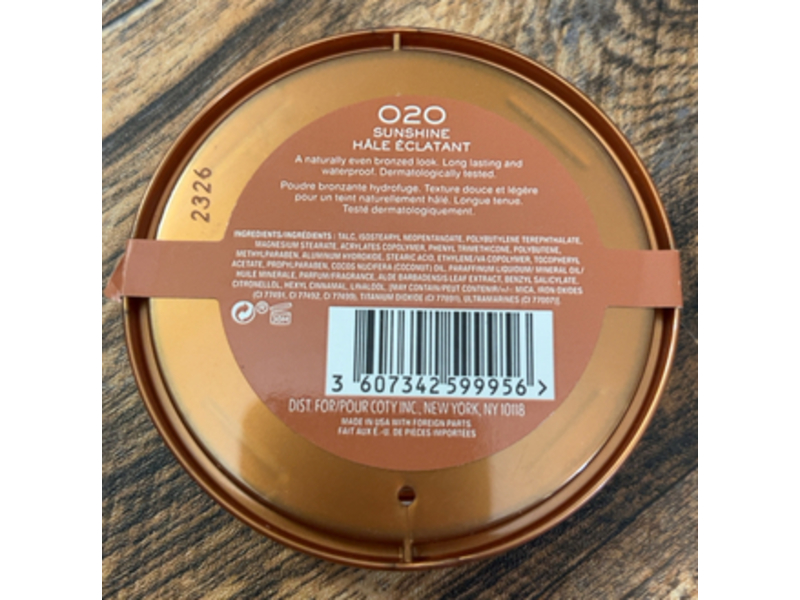 020
SUNSHINE
HÂLE ÉCLATANT
A naturally even bronzed look. Long lasting and
waterproof. Dermatologically tested.
Poudre bronzante hydrofuge. Texture douce et légère
pour un teint naturellement hâlé. Longue tenue.
Testé dermatologiquement.
2326
INGREDIENTS/INGRÉDIENTS : TALC, ISOSTEARYL NEOPENTANOATE, POLYBUTYLENE TEREPHTHALATE,
MAGNESIUM STEARATE, ACRYLATES COPOLYMER, PHENYL TRIMETHICONE, POLYBUTENE,
METHYLPARABEN, ALUMINUM HYDROXIDE, STEARIC ACID, ETHYLENE/VA COPOLYMER, TOCOPHERYL
ACETATE, PROPYLPARABEN, COCOS NUCIFERA (COCONUT) OIL, PARAFFINUM LIQUIDUM/ MINERAL OIL/
HUILE MINERALE, PARFUM/FRAGRANCE, ALOE BARBADENSIS LEAF EXTRACT, BENZYL SALICYLATE,
CITRONELLOL, HEXYL CINNAMAL, LINALOOL, [MAY CONTAIN/PEUT CONTENIR/+/-: MICA, IRON OXIDES
(CI 77491, CI 77492, CI 77499), TITANIUM DIOXIDE (CI 77891), ULTRAMARINES (CI 77007)]
3 607342 599956 >
DIST. FOR/POUR COTY INC., NEW YORK, NY 10118
MADE IN USA WITH FOREIGN PARTS
FAIT AUX É.-U. DE PIÈCES IMPORTÉES